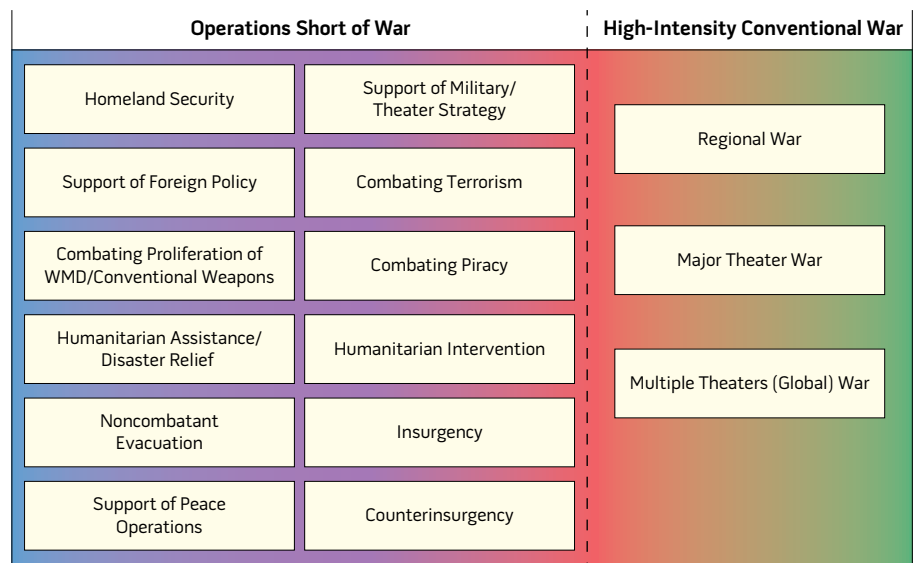 Operations Short of War
High-Intensity Conventional War
Homeland Security
Support of Military/
Theater Strategy
Support of Foreign Policy
Combating Terrorism
Combating Proliferation of
WMD/Conventional Weapons
Combating Piracy
Humanitarian Assistance/
Disaster Relief
Humanitarian Intervention
Noncombatant
Evacuation
Insurgency
Support of Peace
Operations
Counterinsurgency
Regional War
Major Theater War
Multiple Theaters (Global) War